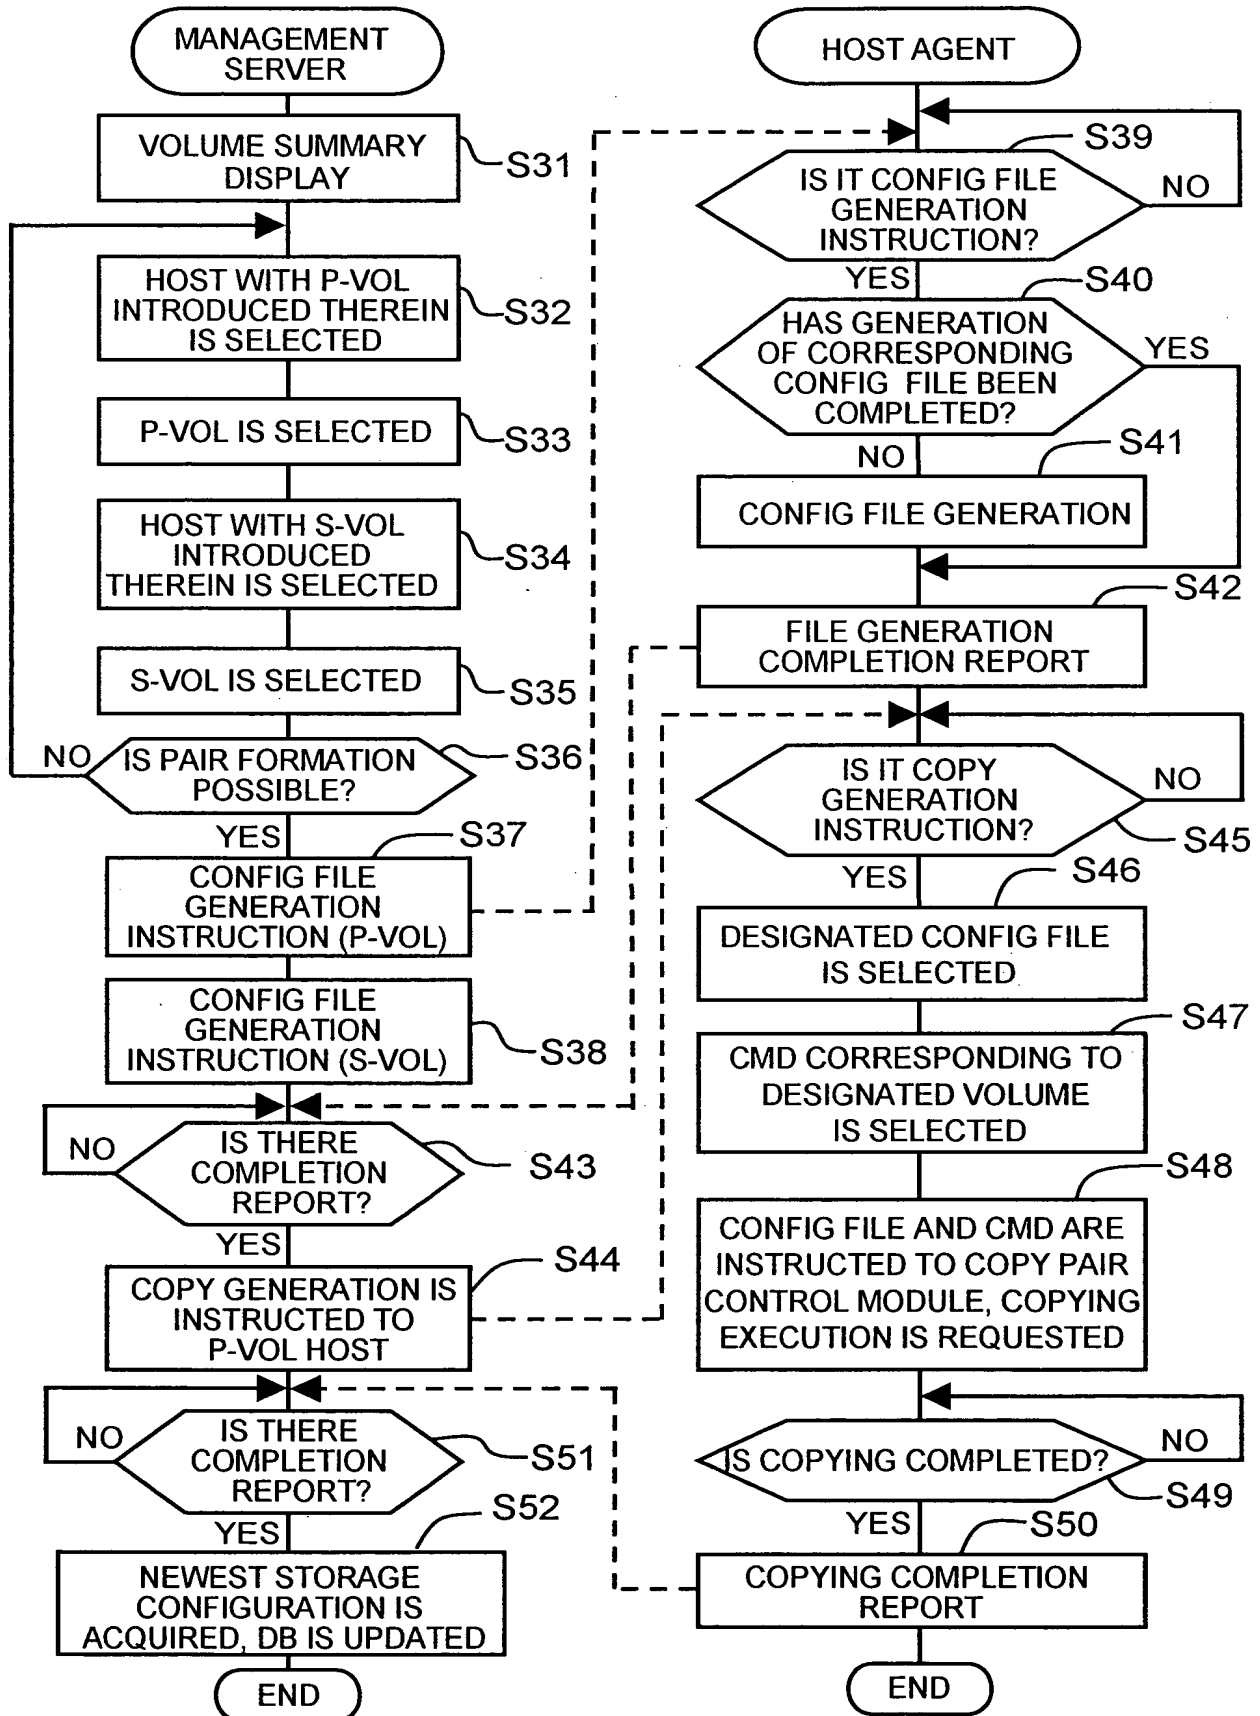 MANAGEMENT
SERVER
VOLUME SUMMARY
DISPLAY
S31
HOST WITH P-VOL
INTRODUCED THEREIN
IS SELECTED
S32
P-VOL IS SELECTED
S33
HOST WITH S-VOL
INTRODUCED
THEREIN IS SELECTED
S34
S-VOL IS SELECTED
S35
IS PAIR FORMATION
POSSIBLE?
S36
NO
YES
CONFIG FILE
GENERATION
INSTRUCTION (P-VOL)
S37
CONFIG FILE
GENERATION
INSTRUCTION (S-VOL)
S38
IS THERE
COMPLETION
REPORT?
S43
NO
YES
COPY GENERATION IS
INSTRUCTED TO
P-VOL HOST
S44
IS THERE
COMPLETION
REPORT?
S51
NO
YES
S52
NEWEST STORAGE
CONFIGURATION IS
ACQUIRED, DB IS UPDATED
END
HOST AGENT
S39
IS IT CONFIG FILE
GENERATION
INSTRUCTION?
NO
YES
S40
HAS GENERATION
OF CORRESPONDING
CONFIG FILE BEEN
COMPLETED?
YES
NO
S41
CONFIG FILE GENERATION
S42
FILE GENERATION
COMPLETION REPORT
IS IT COPY
GENERATION
INSTRUCTION?
NO
S45
YES
S46
DESIGNATED CONFIG FILE
IS SELECTED
S47
CMD CORRESPONDING TO
DESIGNATED VOLUME
IS SELECTED
S48
CONFIG FILE AND CMD ARE
INSTRUCTED TO COPY PAIR
CONTROL MODULE, COPYING
EXECUTION IS REQUESTED
IS COPYING COMPLETED?
NO
S49
YES
S50
COPYING COMPLETION
REPORT
END